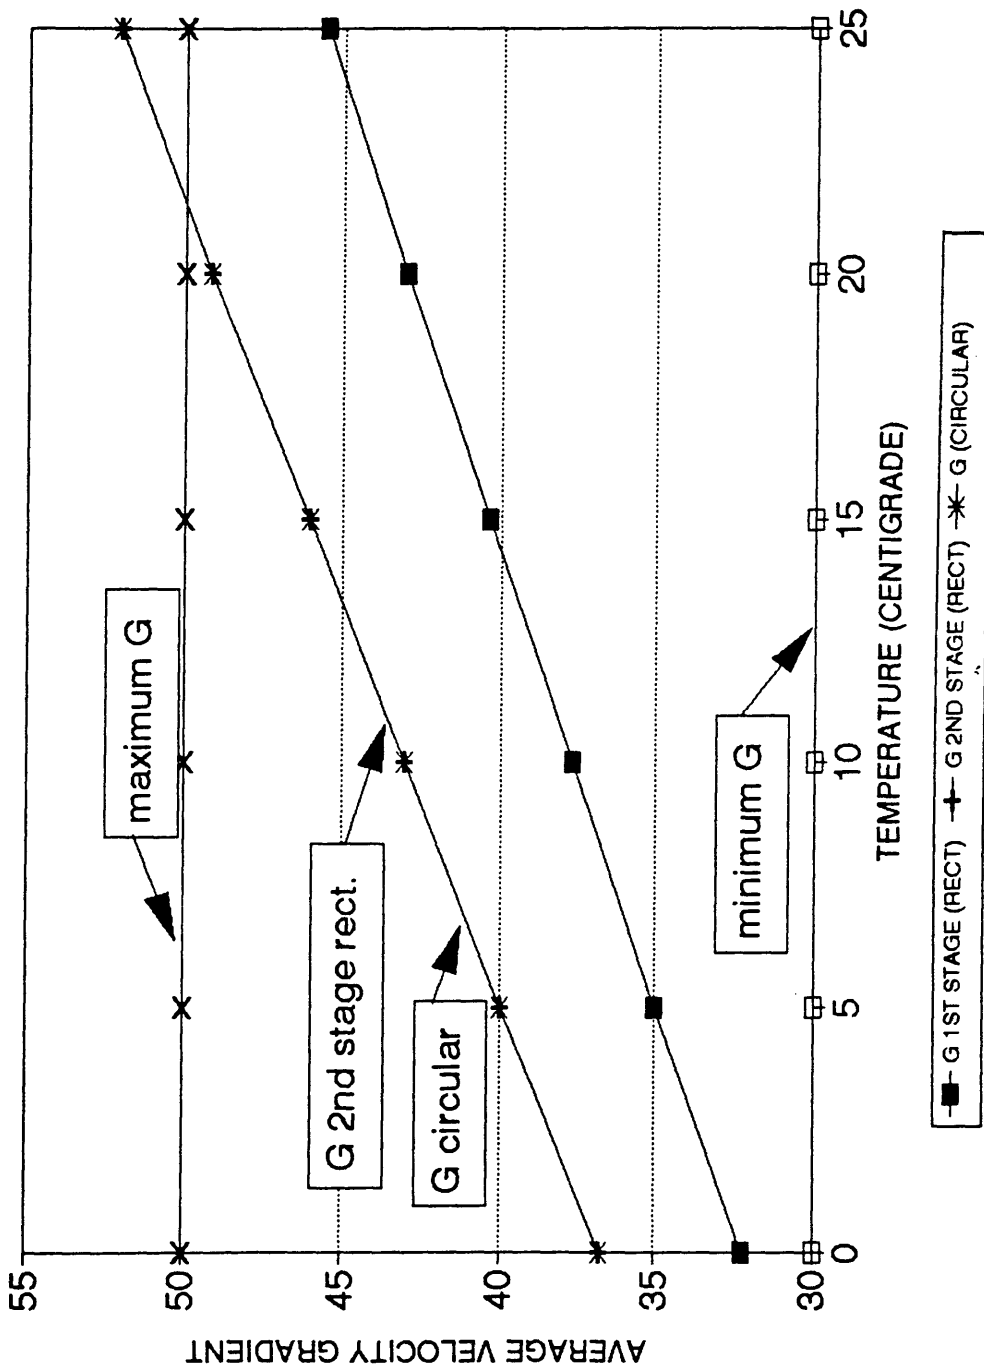 AVERAGE VELOCITY GRADIENT
55
50
45
40
35
30
maximum G
G 2nd stage rect.
G circular
minimum G
0 5 10 15 20 25
TEMPERATURE (CENTIGRADE)
G 1ST STAGE (RECT) G 2ND STAGE (RECT) G (CIRCULAR)